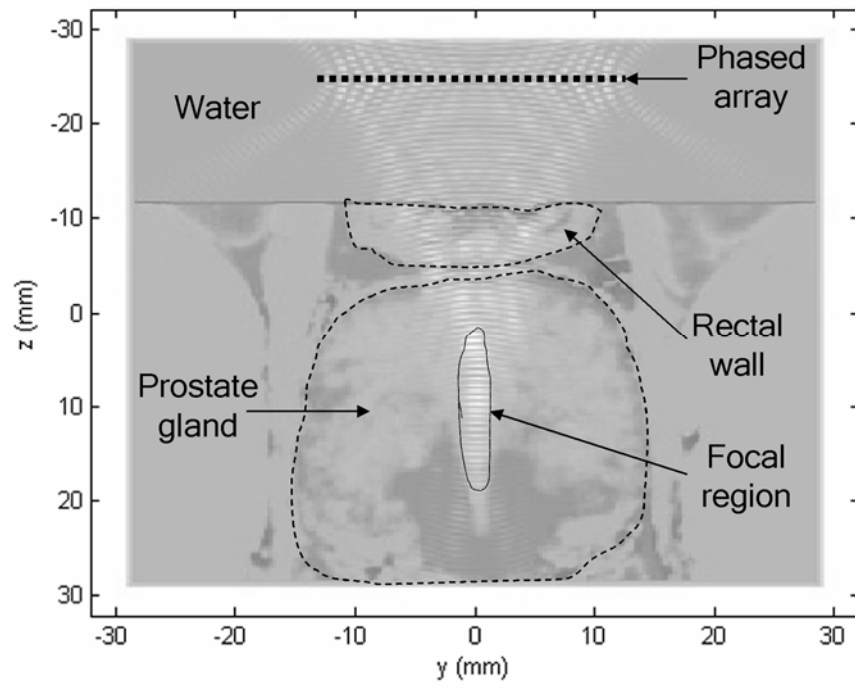 -30
-20
-10
0
10
20
30
z (mm)
Phased
array
Water
Rectal
wall
Prostate
gland
Focal
region
-30
-20
-10
0
10
20
30
y (mm)